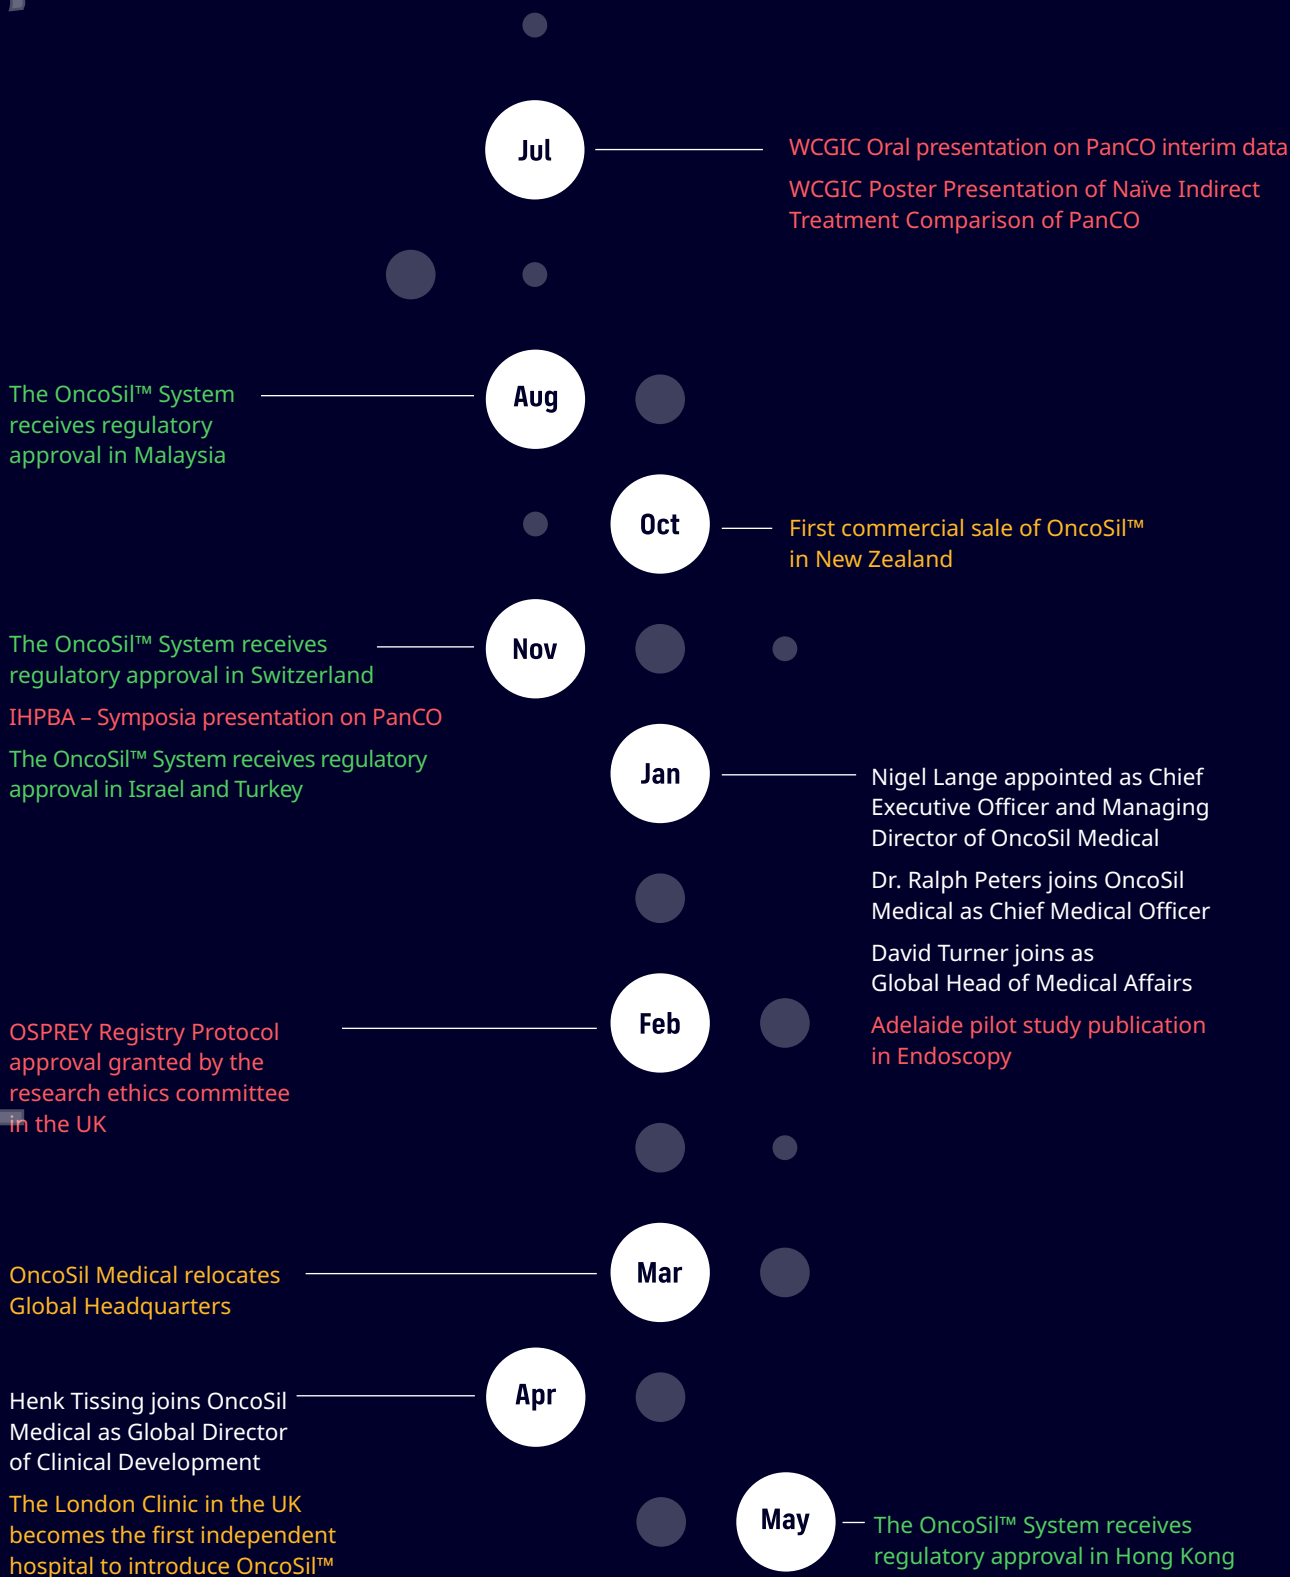 Jul
WCGIC Oral presentation on PanCO interim data
WCGIC Poster Presentation of Naïve Indirect
Treatment Comparison of PanCO
Aug
The OncoSil™ System
receives regulatory
approval in Malaysia
Oct
First commercial sale of OncoSil™
in New Zealand
Nov
The OncoSil™ System receives
regulatory approval in Switzerland
IHPBA – Symposia presentation on PanCO
The OncoSil™ System receives regulatory
approval in Israel and Turkey
Jan
Nigel Lange appointed as Chief
Executive Officer and Managing
Director of OncoSil Medical
Dr. Ralph Peters joins OncoSil
Medical as Chief Medical Officer
David Turner joins as
Global Head of Medical Affairs
Adelaide pilot study publication
in Endoscopy
Feb
OSPREY Registry Protocol
approval granted by the
research ethics committee
in the UK
Mar
OncoSil Medical relocates
Global Headquarters
Apr
Henk Tissing joins OncoSil
Medical as Global Director
of Clinical Development
The London Clinic in the UK
becomes the first independent
hospital to introduce OncoSil™
May
The OncoSil™ System receives
regulatory approval in Hong Kong